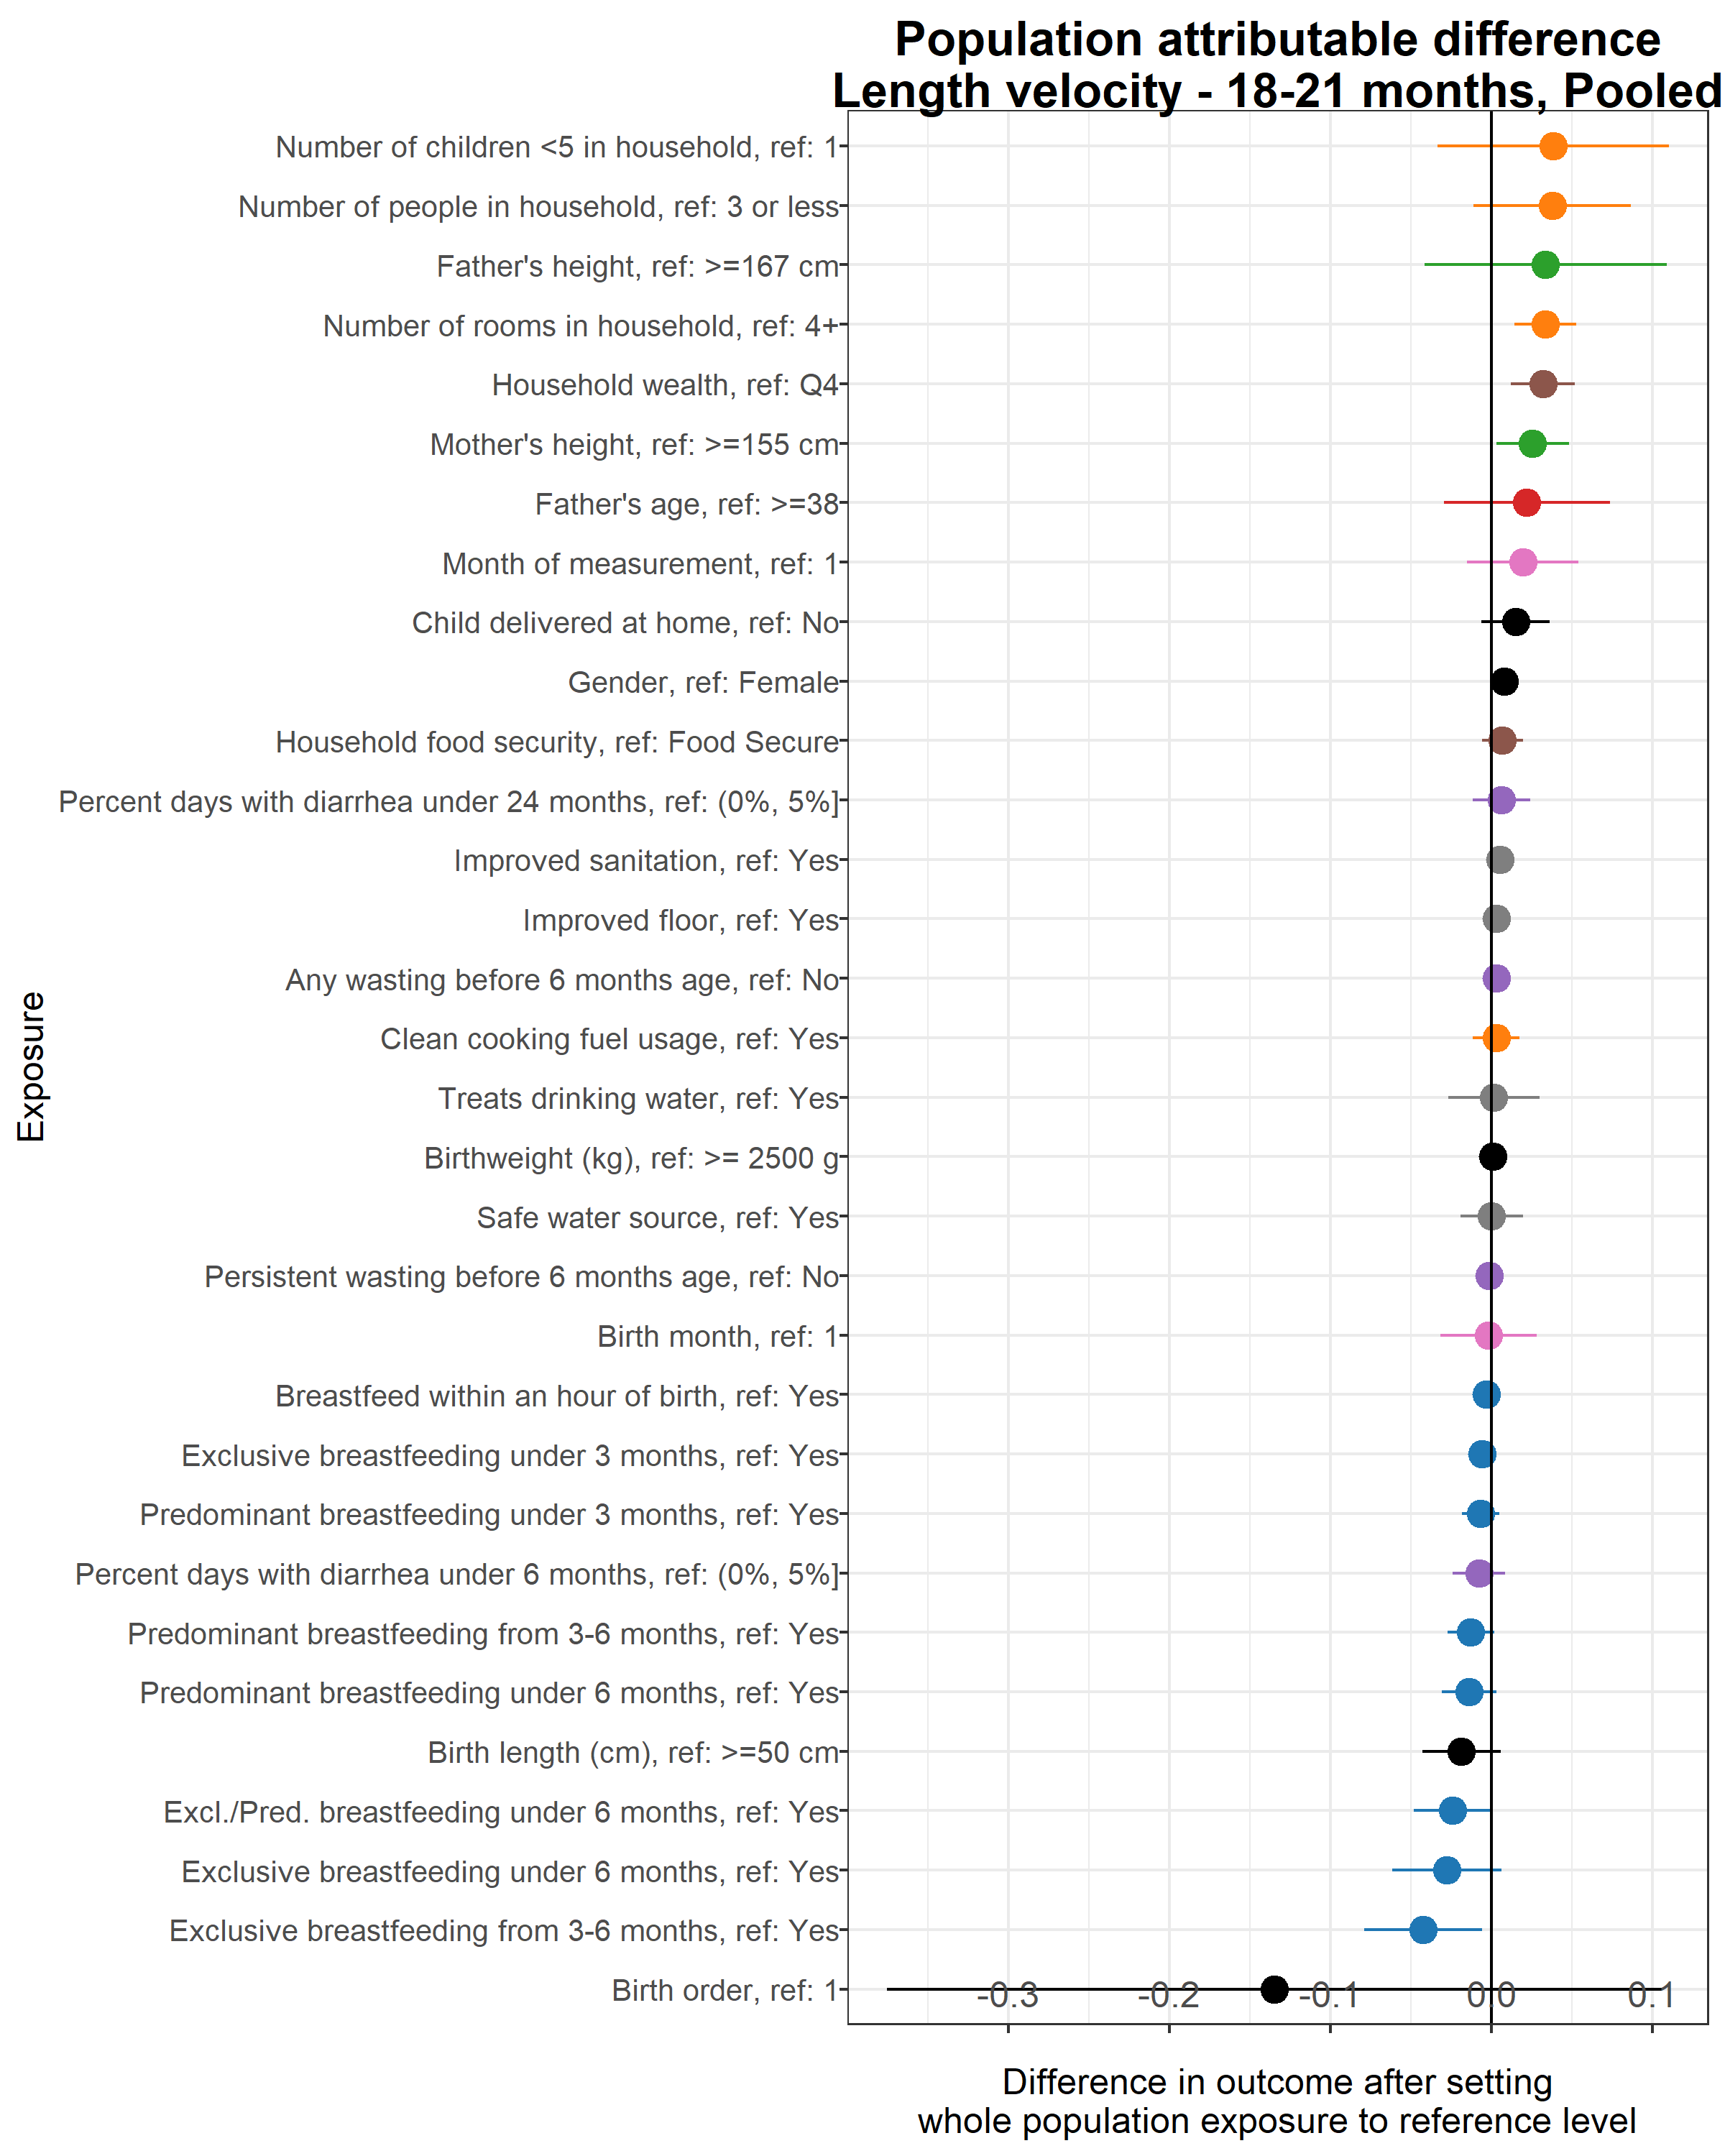 Population attributable difference
Length velocity - 18-21 months, Pooled
Number of children <5 in household, ref: 1
Number of people in household, ref: 3 or less
Father's height, ref: >=167 cm
Number of rooms in household, ref: 4+
Household wealth, ref: Q4
Mother's height, ref: >=155 cm
Father's age, ref: >=38
Month of measurement, ref: 1
Child delivered at home, ref: No
Gender, ref: Female
Household food security, ref: Food Secure
Percent days with diarrhea under 24 months, ref: (0%, 5%]
Improved sanitation, ref: Yes
Improved floor, ref: Yes
Any wasting before 6 months age, ref: No
Clean cooking fuel usage, ref: Yes
Treats drinking water, ref: Yes
Birthweight (kg), ref: >= 2500 g
Safe water source, ref: Yes
Persistent wasting before 6 months age, ref: No
Birth month, ref: 1
Breastfeed within an hour of birth, ref: Yes
Exclusive breastfeeding under 3 months, ref: Yes
Predominant breastfeeding under 3 months, ref: Yes
Percent days with diarrhea under 6 months, ref: (0%, 5%]
Predominant breastfeeding from 3-6 months, ref: Yes
Predominant breastfeeding under 6 months, ref: Yes
Birth length (cm), ref: >=50 cm
Excl./Pred. breastfeeding under 6 months, ref: Yes
Exclusive breastfeeding under 6 months, ref: Yes
Exclusive breastfeeding from 3-6 months, ref: Yes
Birth order, ref: 1
Exposure
-0.3 -0.2 -0.1 0.0 0.1
Difference in outcome after setting
whole population exposure to reference level